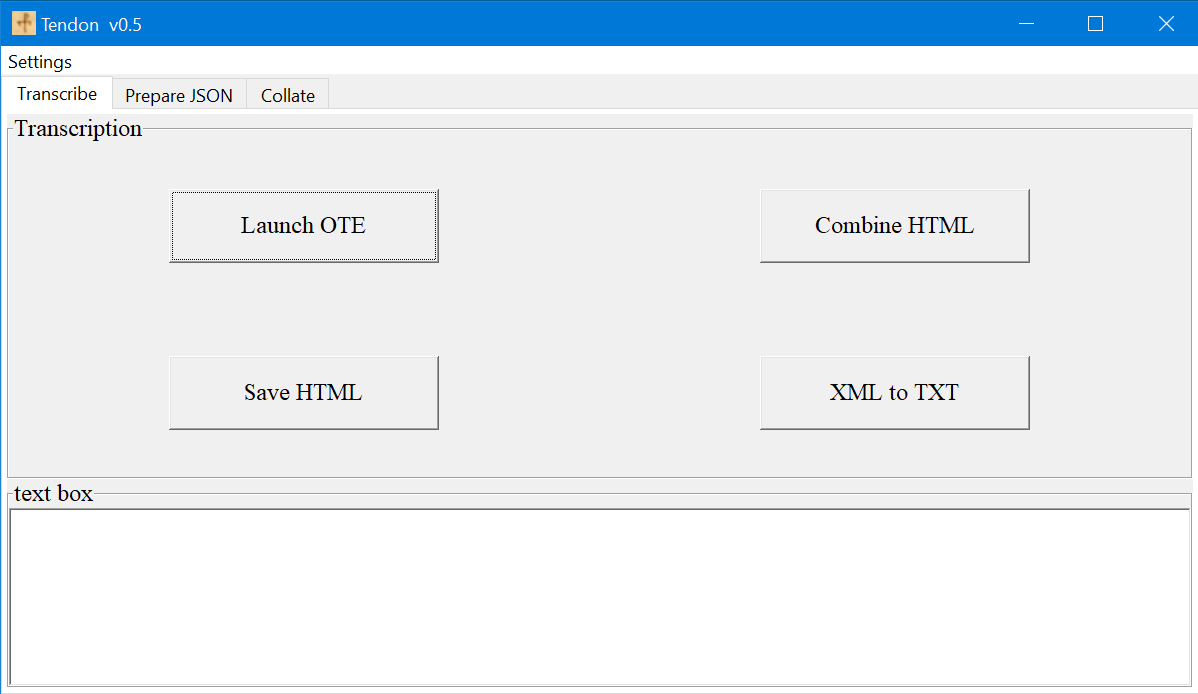 Tendon  v0.5
Settings
Transcribe Prepare JSON Collate
Transcription
Launch OTE Combine HTML
Save HTML XML to TXT
text box